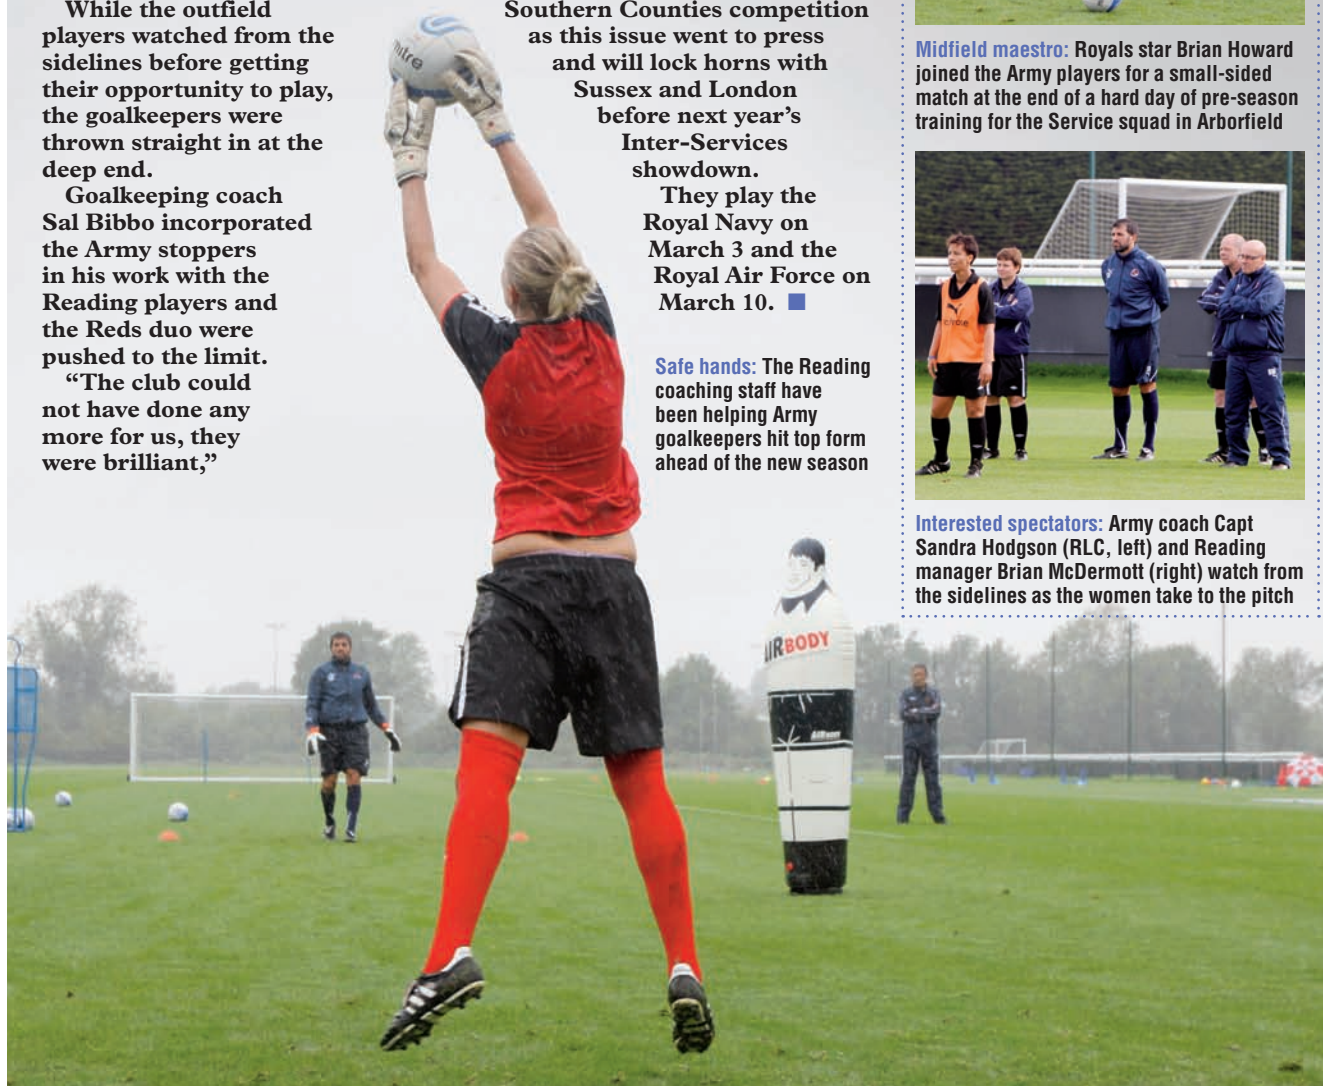 While the outfield
players watched from the
sidelines before getting
their opportunity to play,
the goalkeepers were
thrown straight in at the
deep end.
Goalkeeping coach
Sal Bibbo incorporated
the Army stoppers
in his work with the
Reading players and
the Reds duo were
pushed to the limit.
“The club could
not have done any
more for us, they
were brilliant,”
Southern Counties competition
as this issue went to press
and will lock horns with
Sussex and London
before next year’s
Inter-Services
showdown.
They play the
Royal Navy on
March 3 and the
Royal Air Force on
March 10.
Safe hands: The Reading
coaching staff have
been helping Army
goalkeepers hit top form
ahead of the new season
Midfield maestro: Royals star Brian Howard
joined the Army players for a small-sided
match at the end of a hard day of pre-season
training for the Service squad in Arborfield
Interested spectators: Army coach Capt
Sandra Hodgson (RLC, left) and Reading
manager Brian McDermott (right) watch from
the sidelines as the women take to the pitch
mitre
AIRBODY